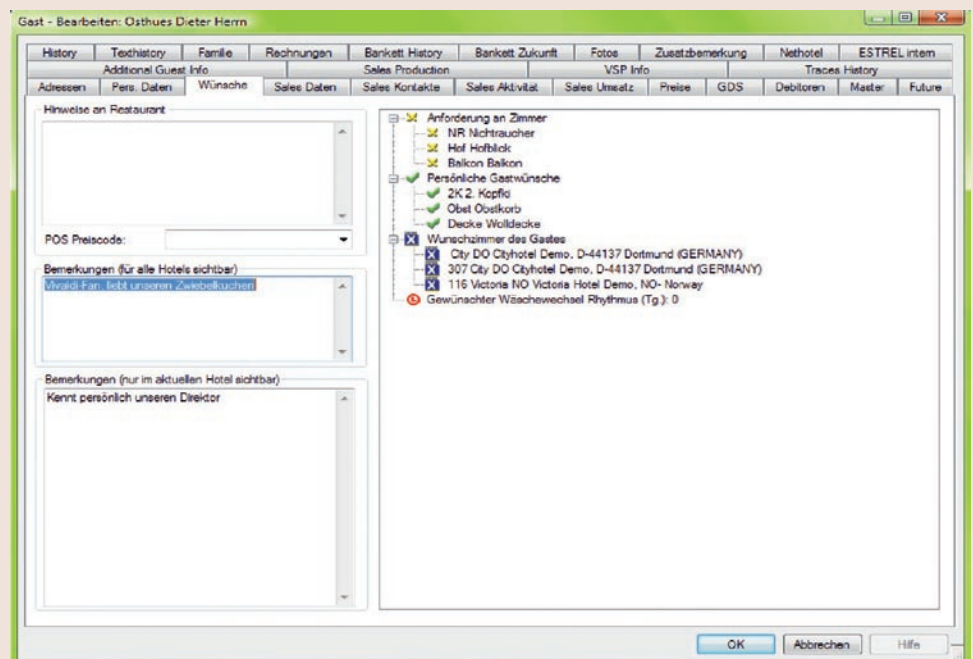 Gast - Bearbeiten: Osthues Dieter Herrn
History Texthistory Familie Rechnungen Bankett History Bankett Zukunft Fotos Zusatzbemerkung Nethotel ESTREL intern
Additional Guest Info Sales Production VSP Info Traces History
Adressen Pers. Daten Wünsche Sales Daten Sales Kontakte Sales Aktivität Sales Umsatz Preise GDS Debitoren Master Future
Hinweise an Restaurant
POS Preiscode:
Bemerkungen (für alle Hotels sichtbar)
Vivaldi-Fan, liebt unseren Zwiebelkuchen
Bemerkungen (nur im aktuellen Hotel sichtbar)
Kennt persönlich unseren Direktor
Anforderung an Zimmer
NR Nichtraucher
Hof Hofblick
Balkon Balkon
Persönliche Gastwünsche
2K 2. Kopfki
Obst Obstkorb
Decke Wolldecke
Wunschzimmer des Gastes
City DO Cityhotel Demo, D-44137 Dortmund (GERMANY)
307 City DO Cityhotel Demo, D-44137 Dortmund (GERMANY)
116 Victoria NO Victoria Hotel Demo, NO- Norway
Gewünschter Wäschewechsel Rhythmus (Tg.): 0
OK Abbrechen Hilfe